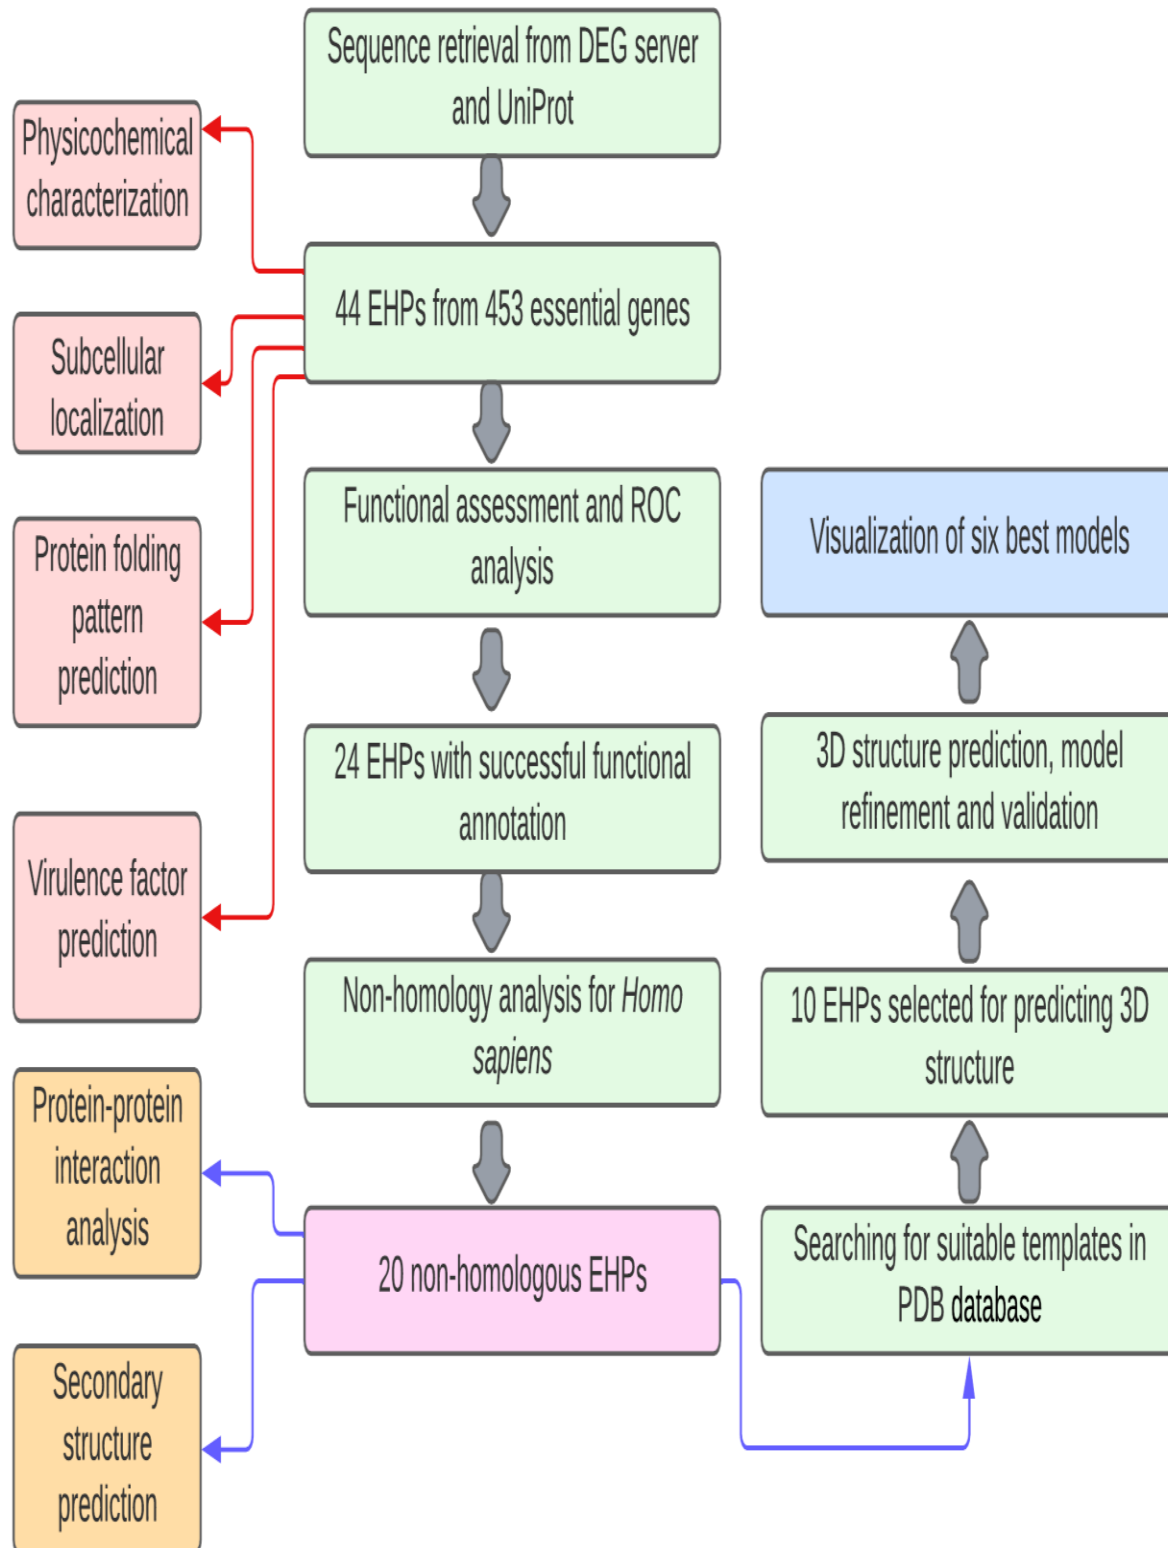 Sequence retrieval from DEG server
and UniProt
Physicochemical
characterization
44 EHPs from 453 essential genes
Subcellular
localization
Functional assessment and ROC
analysis
Visualization of six best models
Protein folding
pattern
prediction
24 EHPs with successful functional
annotation
3D structure prediction, model
refinement and validation
Virulence factor
prediction
Non-homology analysis for Homo
sapiens
10 EHPs selected for predicting 3D
structure
Protein-protein
interaction
analysis
20 non-homologous EHPs
Searching for suitable templates in
PDB database
Secondary
structure
prediction